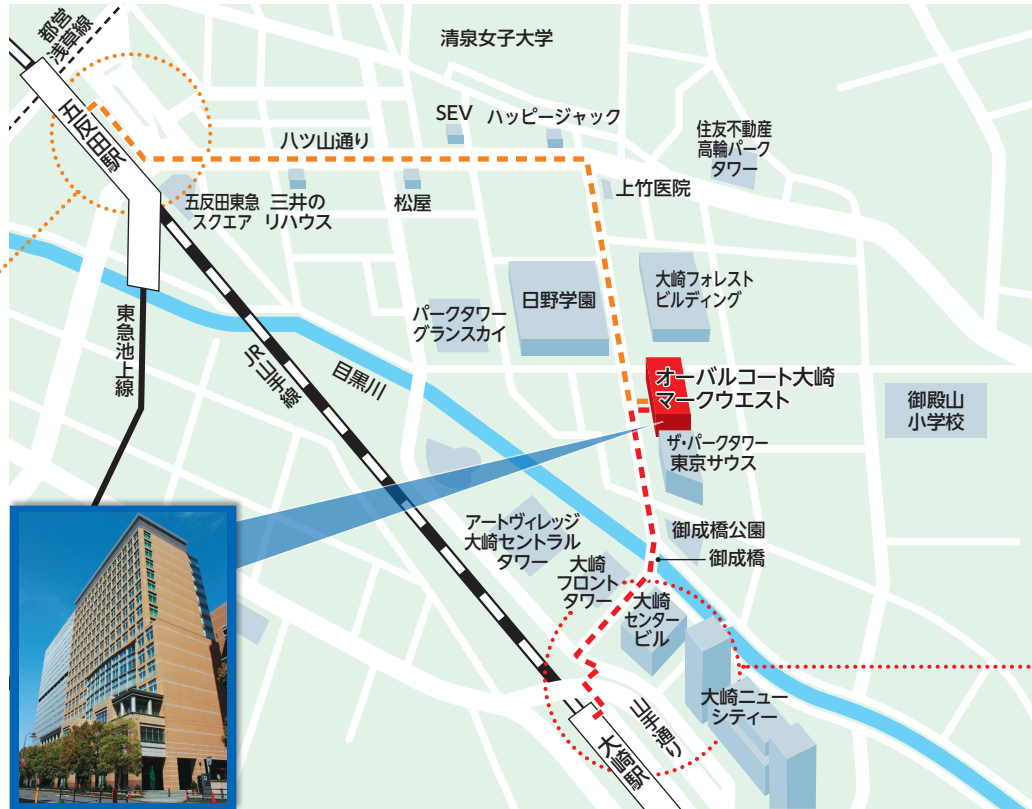 都営
浅草線
清泉女子大学
五反田駅
SEV
ハッピージャック
八ツ山通り
住友不動産
高輪パーク
タワー
上竹医院
五反田東急
スクエア
三井の
リハウス
松屋
日野学園
大崎フォレスト
ビルディング
パークタワー
グランスカイ
東急池上線
JR山手線
目黒川
オーバルコート大崎
マークウエスト
御殿山
小学校
ザ・パークタワー
東京サウス
アートヴィレッジ
大崎セントラル
タワー
御成橋公園
御成橋
大崎
フロント
タワー
大崎
センター
ビル
大崎ニュー
シティー
山手通り
大崎駅